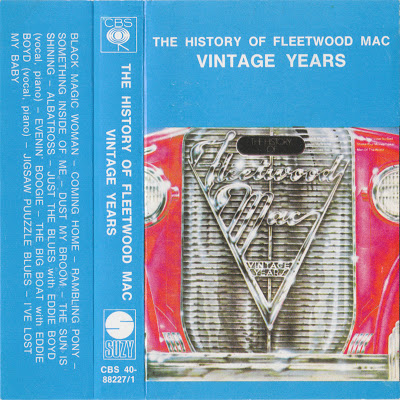 BLACK MAGIC WOMAN – COMING HOME – RAMBLING PONY –
SOMETHING INSIDE OF ME – DUST MY BROOM – THE SUN IS
SHINING – ALBATROSS – JUST THE BLUES with EDDIE BOYD
(vocal, piano) – EVENIN' BOOGIE – THE BIG BOAT with EDDIE
BOYD (vocal, piano) – JIGSAW PUUZZLE BLUES – I'VE LOST
MY BABY
CBS
THE HISTORY OF FLEETWOOD MAC
VINTAGE YEARS
SUZY
CBS 40-
88227/1
THE HISTORY OF FLEETWOOD MAC
VINTAGE YEARS
THE HISTORY
OF
Fleetwood
Mac
VINTAGE
YEARS